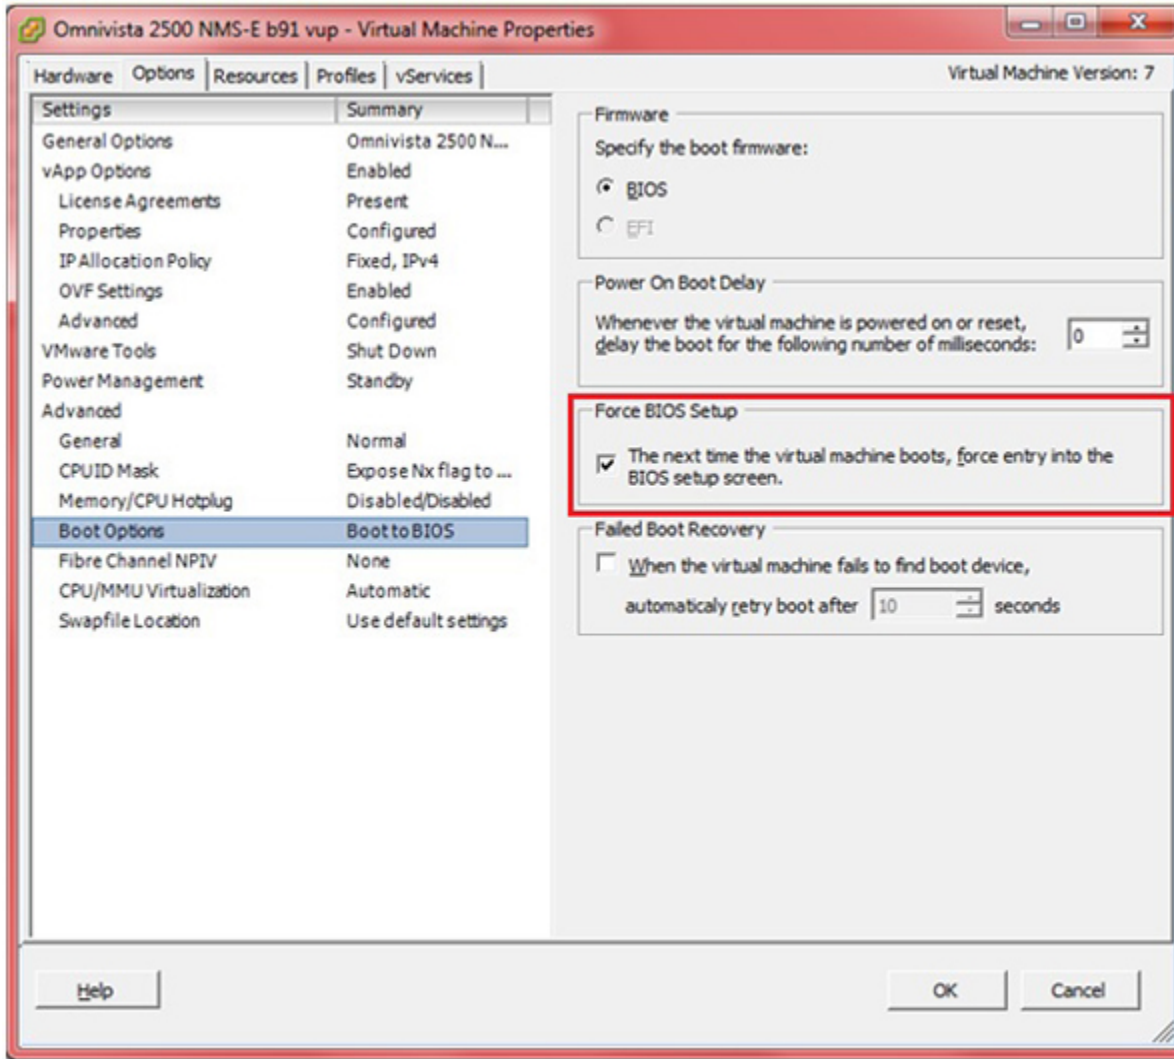 Omnivista 2500 NMS-E b91 vup - Virtual Machine Properties
Hardware Options Resources Profiles vServices Virtual Machine Version: 7
Settings Summary
General Options Omnivista 2500 N...
vApp Options Enabled
License Agreements Present
Properties Configured
IP Allocation Policy Fixed, IPv4
OVF Settings Enabled
Advanced Configured
VMware Tools Shut Down
Power Management Standby
Advanced
General Normal
CPUID Mask Expose Nx flag to ...
Memory/CPU Hotplug Disabled/Disabled
Boot Options Boot to BIOS
Fibre Channel NPIV None
CPU/MMU Virtualization Automatic
Swapfile Location Use default settings
Firmware
Specify the boot firmware:
BIOS
EFI
Power On Boot Delay
Whenever the virtual machine is powered on or reset,
delay the boot for the following number of milliseconds: 0
Force BIOS Setup
The next time the virtual machine boots, force entry into the
BIOS setup screen.
Failed Boot Recovery
When the virtual machine fails to find boot device,
automaticaly retry boot after 10 seconds
Help OK Cancel